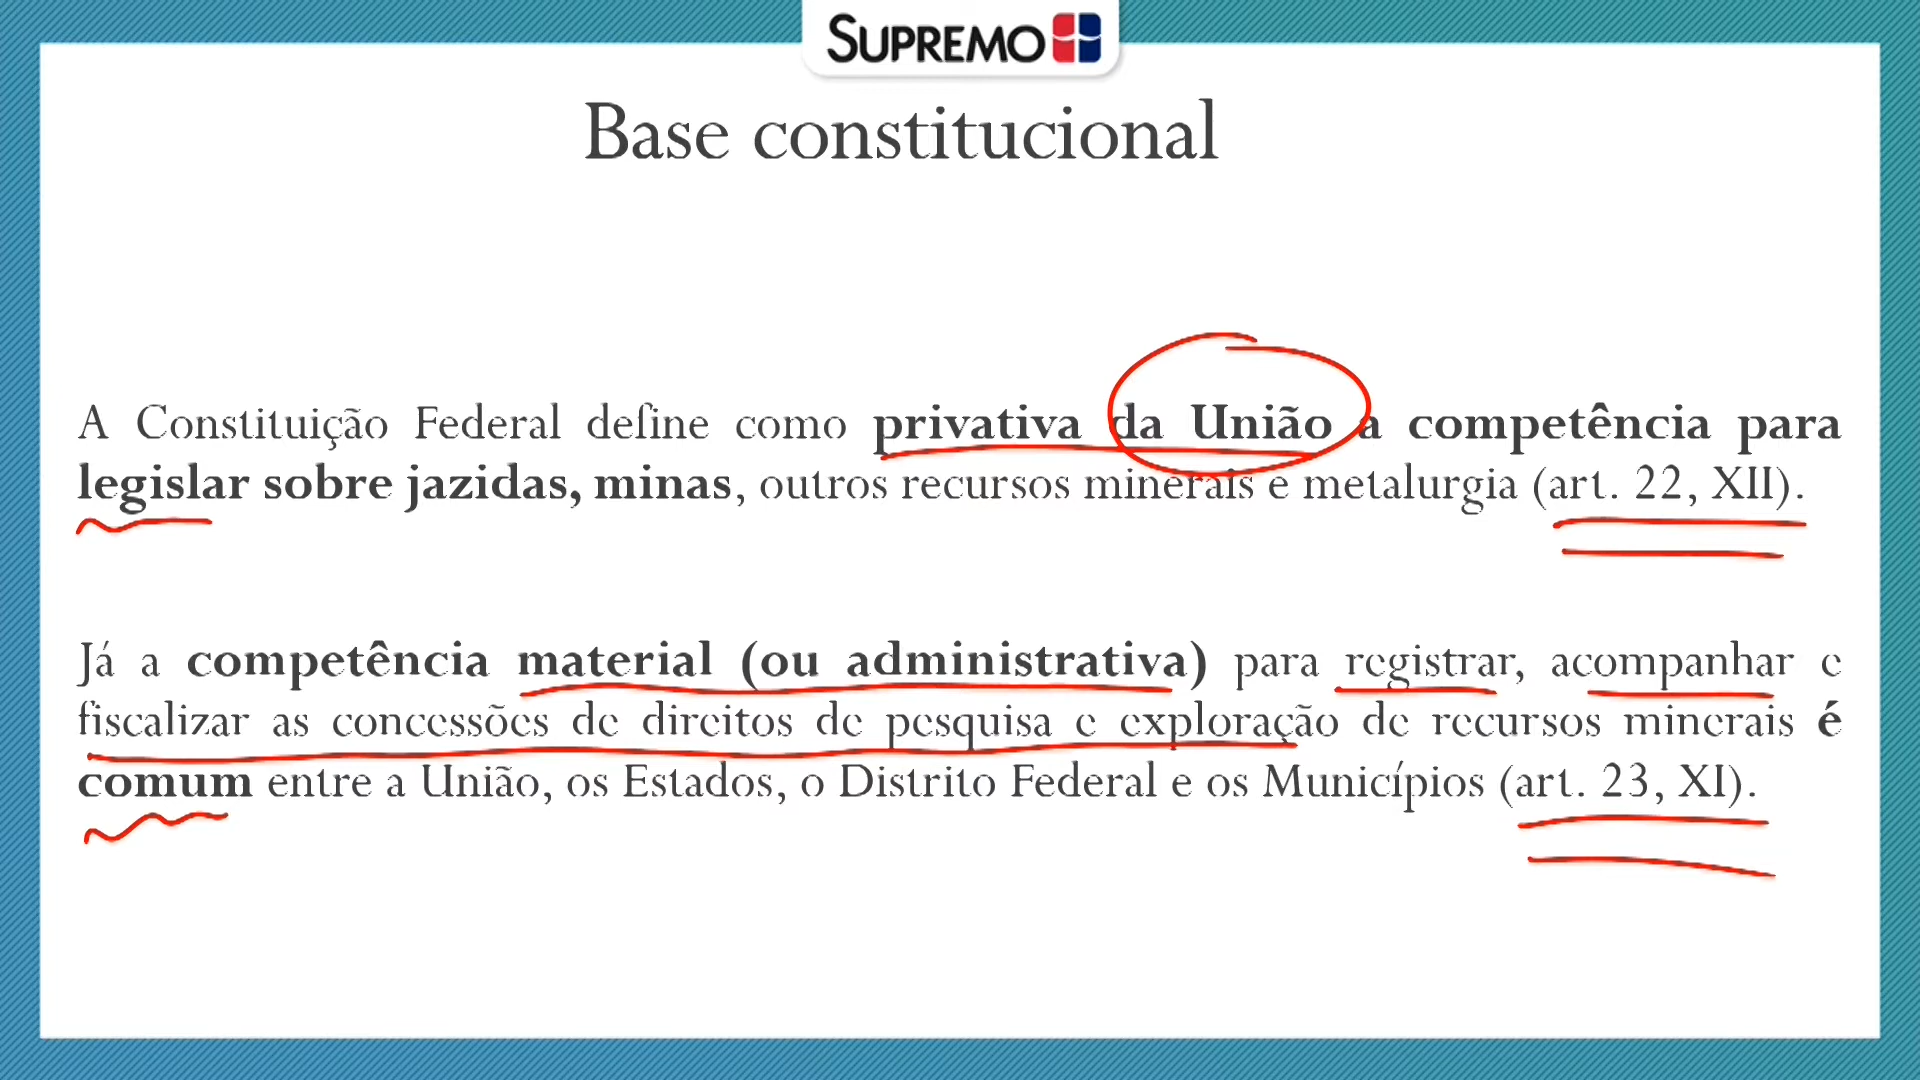 SUPREMO
Base constitucional
A Constituição Federal define como privativa da União a competência para
legislar sobre jazidas, minas, outros recursos minerais e metalurgia (art. 22, XII).
Já a competência material (ou administrativa) para registrar, acompanhar e
fiscalizar as concessões de direitos de pesquisa e exploração de recursos minerais é
comum entre a União, os Estados, o Distrito Federal e os Municípios (art. 23, XI).